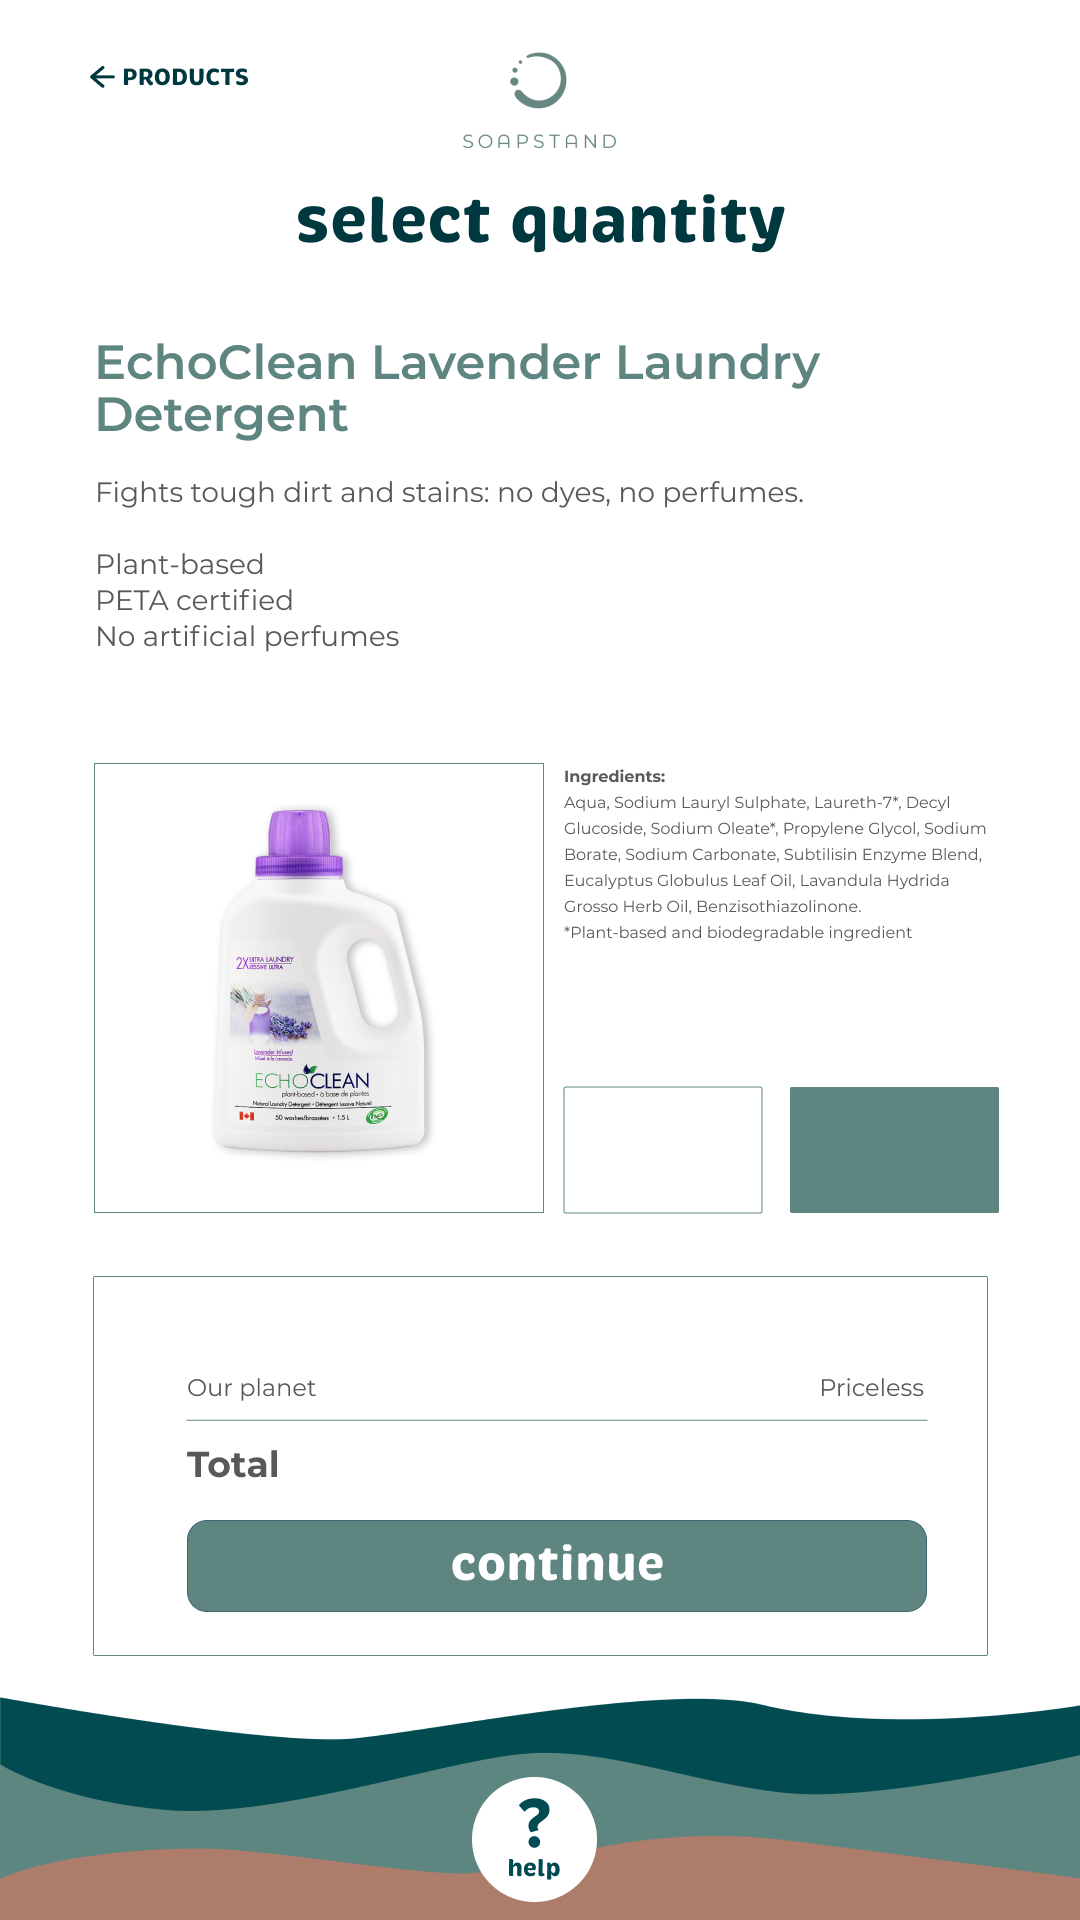 ← PRODUCTS
SOAPSTAND
select quantity
EchoClean Lavender Laundry
Detergent
Fights tough dirt and stains: no dyes, no perfumes.
Plant-based
PETA certified
No artificial perfumes
Ingredients:
Aqua, Sodium Lauryl Sulphate, Laureth-7*, Decyl
Glucoside, Sodium Oleate*, Propylene Glycol, Sodium
Borate, Sodium Carbonate, Subtilisin Enzyme Blend,
Eucalyptus Globulus Leaf Oil, Lavandula Hydrida
Grosso Herb Oil, Benzisothiazolinone.
*Plant-based and biodegradable ingredient
2X ULTRA LAUNDRY
LESSIVE ULTRA
Lavender Infused
Infusé à la Lavande
ECHOCLEAN
plant-based • à base de plantes
Natural Laundry Detergent • Détergent Lessive Naturel
50 washes/brassées • 1.5 L
Our planet Priceless
Total
continue
?
help